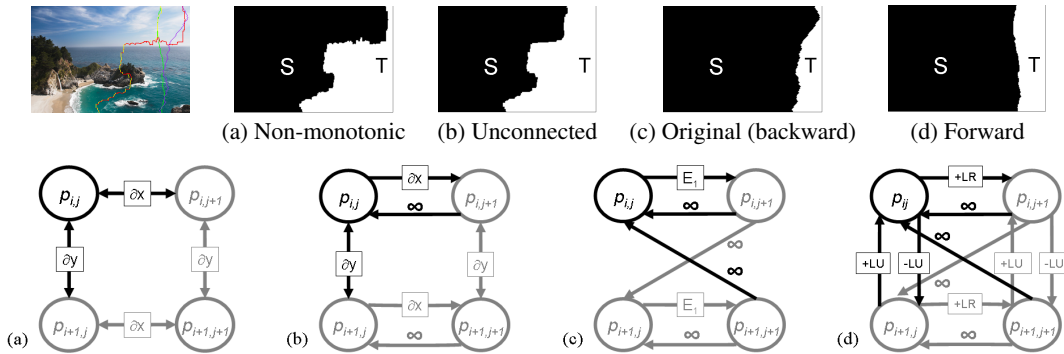 S T
S T
S T
S T
(a) Non-monotonic (b) Unconnected (c) Original (backward) (d) Forward
p_{i,j} ∂x p_{i,j+1}
∂y ∂y
(a) p_{i+1,j} ∂x p_{i+1,j+1}
p_{i,j} ∂x p_{i,j+1}
∞
∂y ∂y
(b) p_{i+1,j} ∂x p_{i+1,j+1}
∞
p_{i,j} E_1 p_{i,j+1}
∞
∞
∞
(c) p_{i+1,j} E_1 p_{i+1,j+1}
∞
p_{ij} +LR p_{i,j+1}
∞
∞
+LU -LU +LU -LU
∞
(d) p_{i+1,j} +LR p_{i+1,j+1}
∞